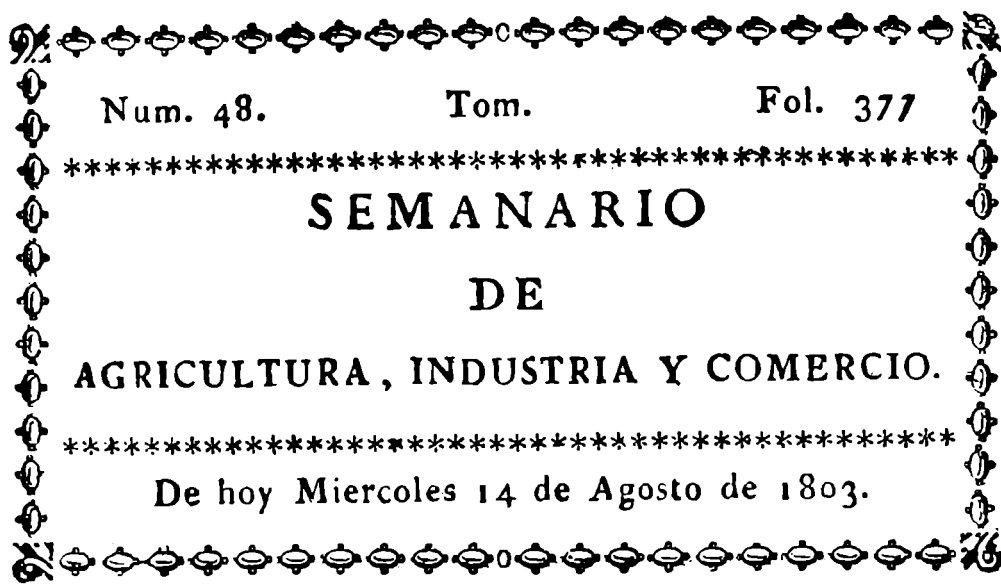 Num. 48. Tom. Fol. 377
SEMANARIO
DE
AGRICULTURA, INDUSTRIA Y COMERCIO.
De hoy Miercoles 14 de Agosto de 1803.